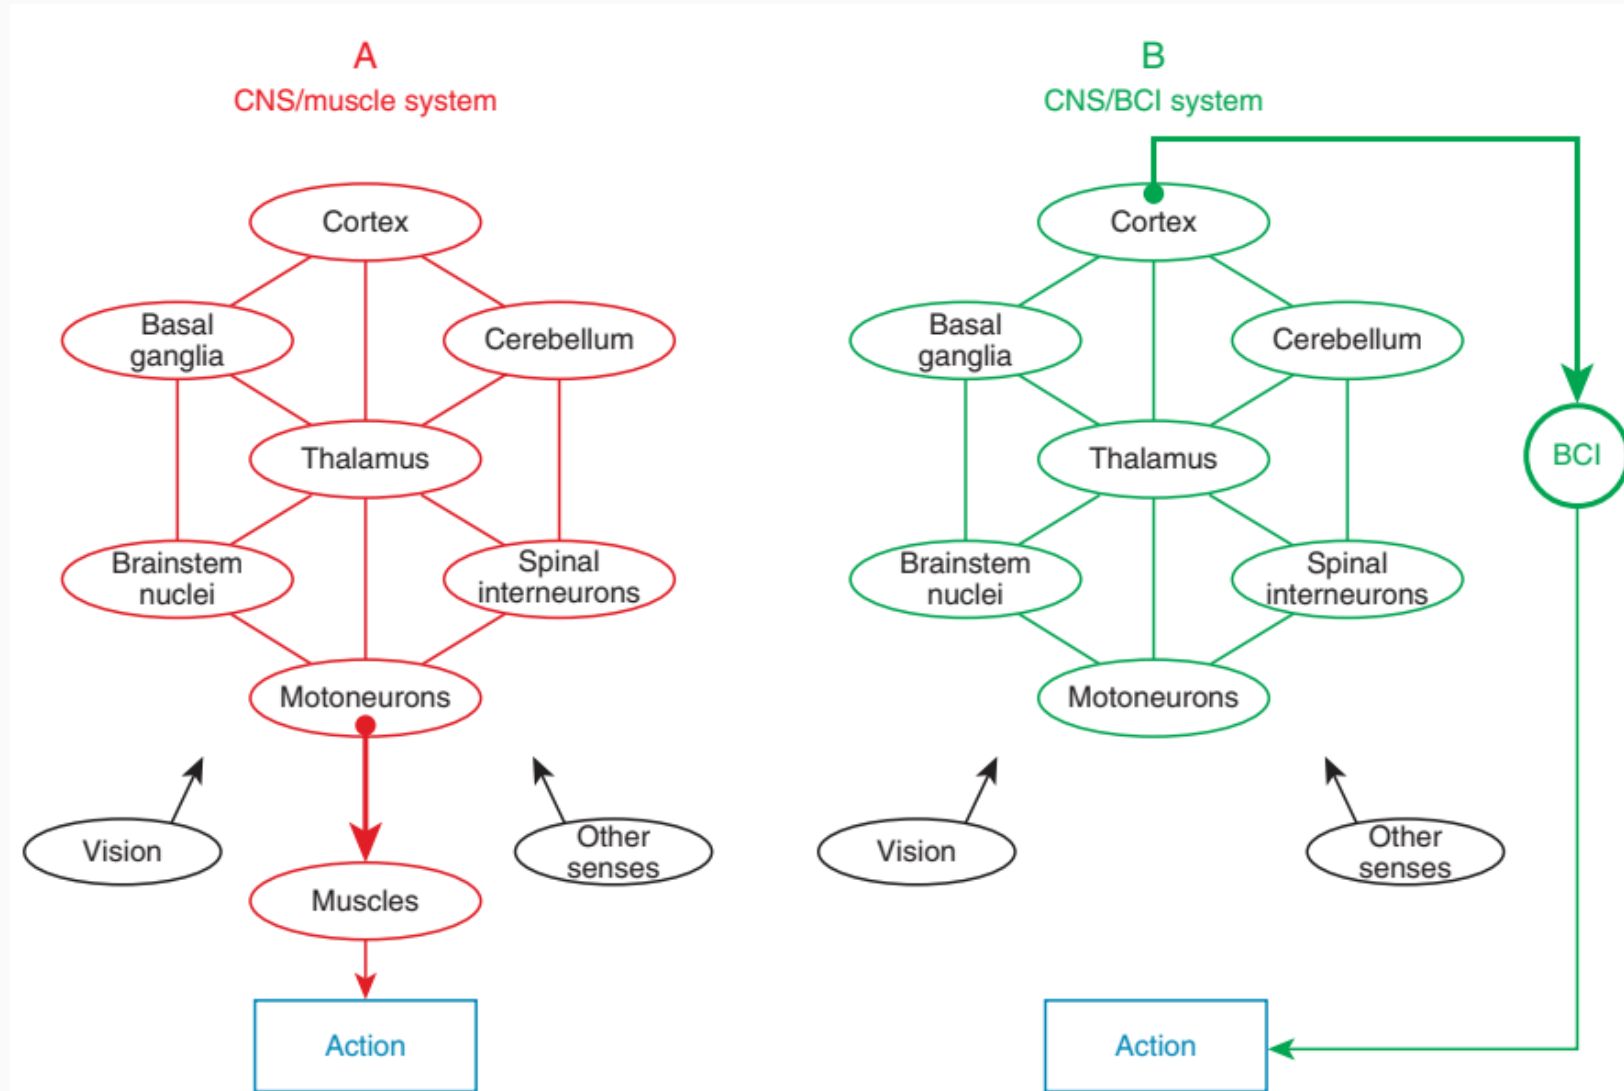 A
CNS/muscle system
Cortex
Basal
ganglia
Cerebellum
Thalamus
Brainstem
nuclei
Spinal
interneurons
Motoneurons
Vision
Other
senses
Muscles
Action
B
CNS/BCI system
Cortex
Basal
ganglia
Cerebellum
Thalamus
BCI
Brainstem
nuclei
Spinal
interneurons
Motoneurons
Vision
Other
senses
Action